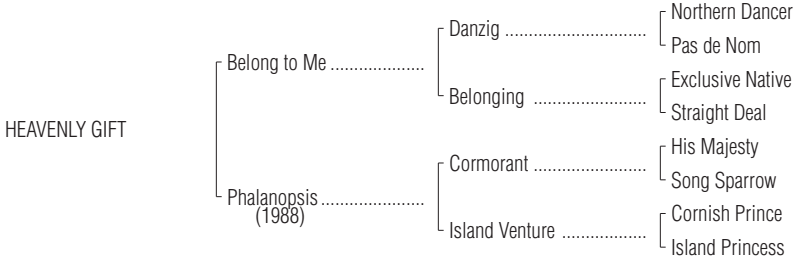 Northern Dancer
Danzig ..............................
Pas de Nom
Belong to Me ....................
Exclusive Native
Belonging ........................
Straight Deal
HEAVENLY GIFT
His Majesty
Cormorant ........................
Song Sparrow
Phalanopsis ......................
(1988)
Cornish Prince
Island Venture ..................
Island Princess